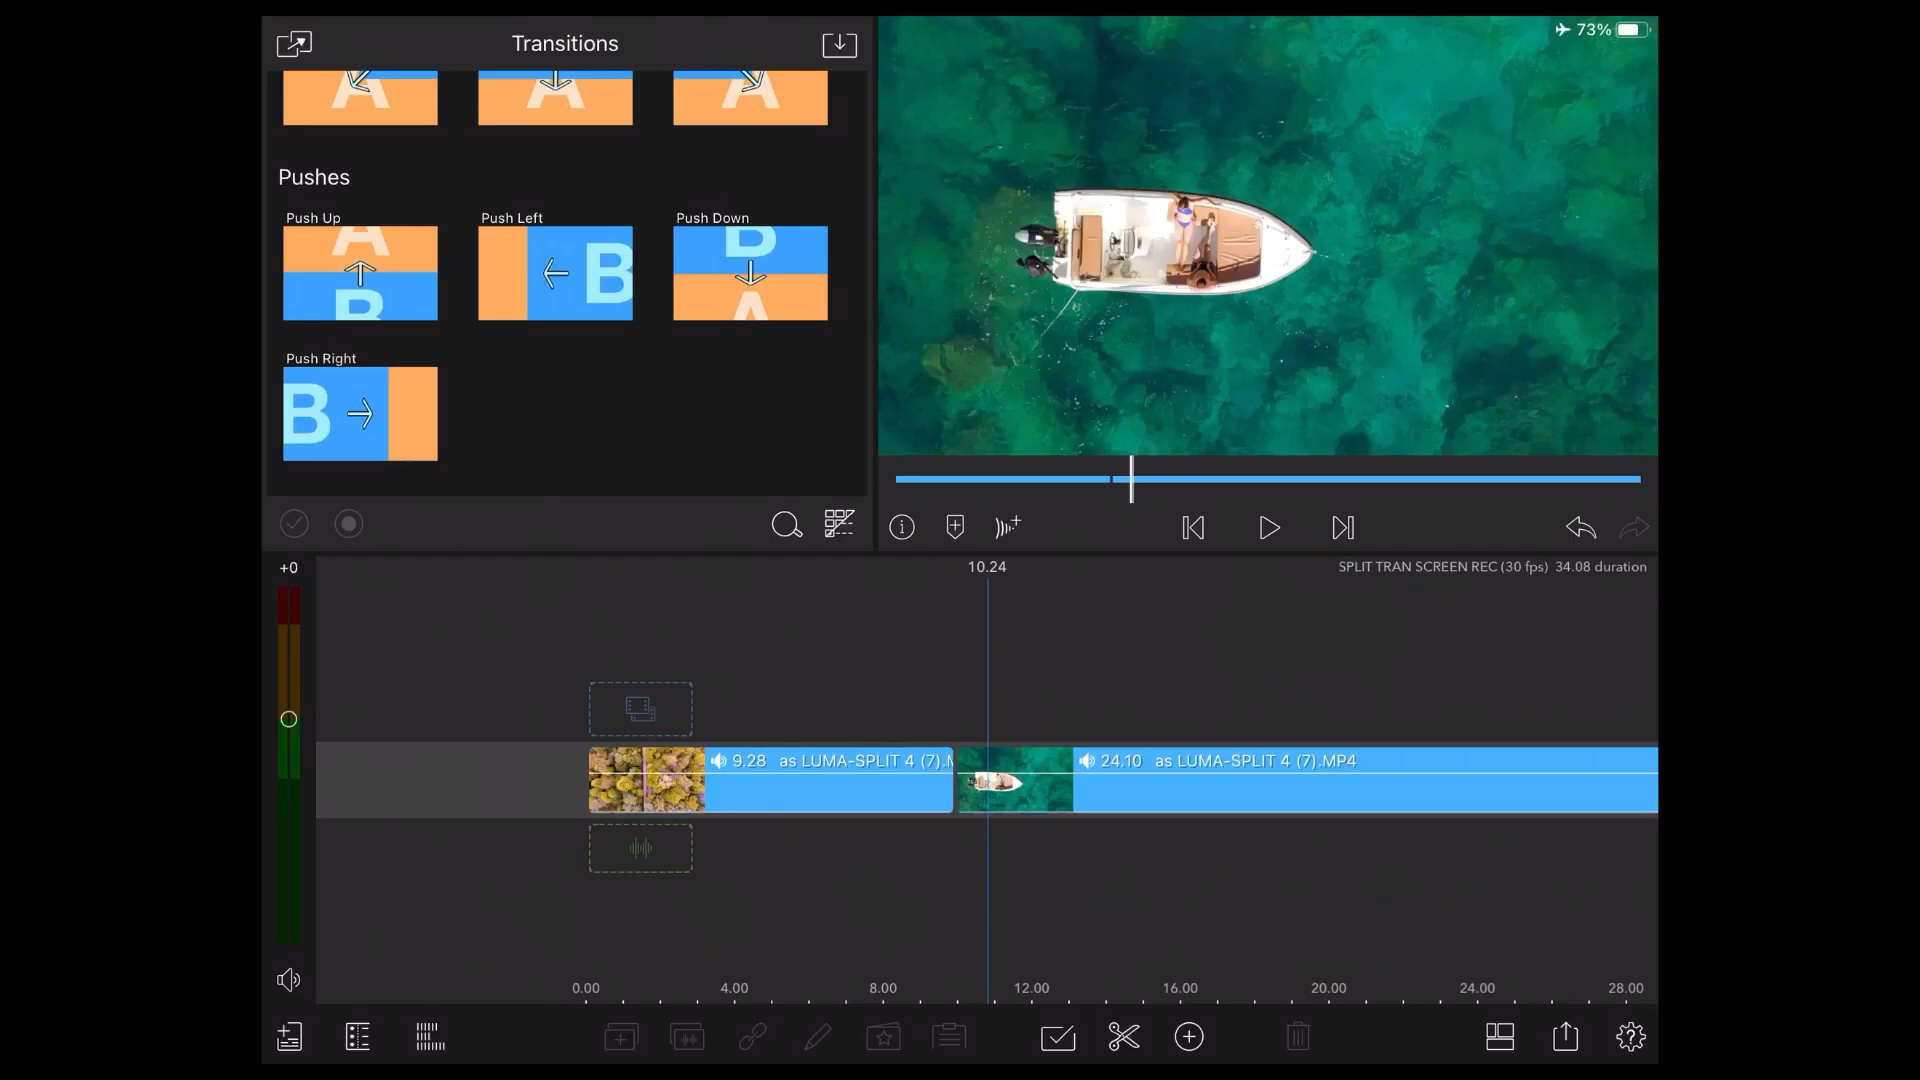 Transitions
73%
A A A
Pushes
Push Up Push Left Push Down
A B B
B A
Push Right
B
+0
10.24
SPLIT TRAN SCREEN REC (30 fps) 34.08 duration
9.28 as LUMA-SPLIT 4 (7).M
24.10 as LUMA-SPLIT 4 (7).MP4
0.00 4.00 8.00 12.00 16.00 20.00 24.00 28.00